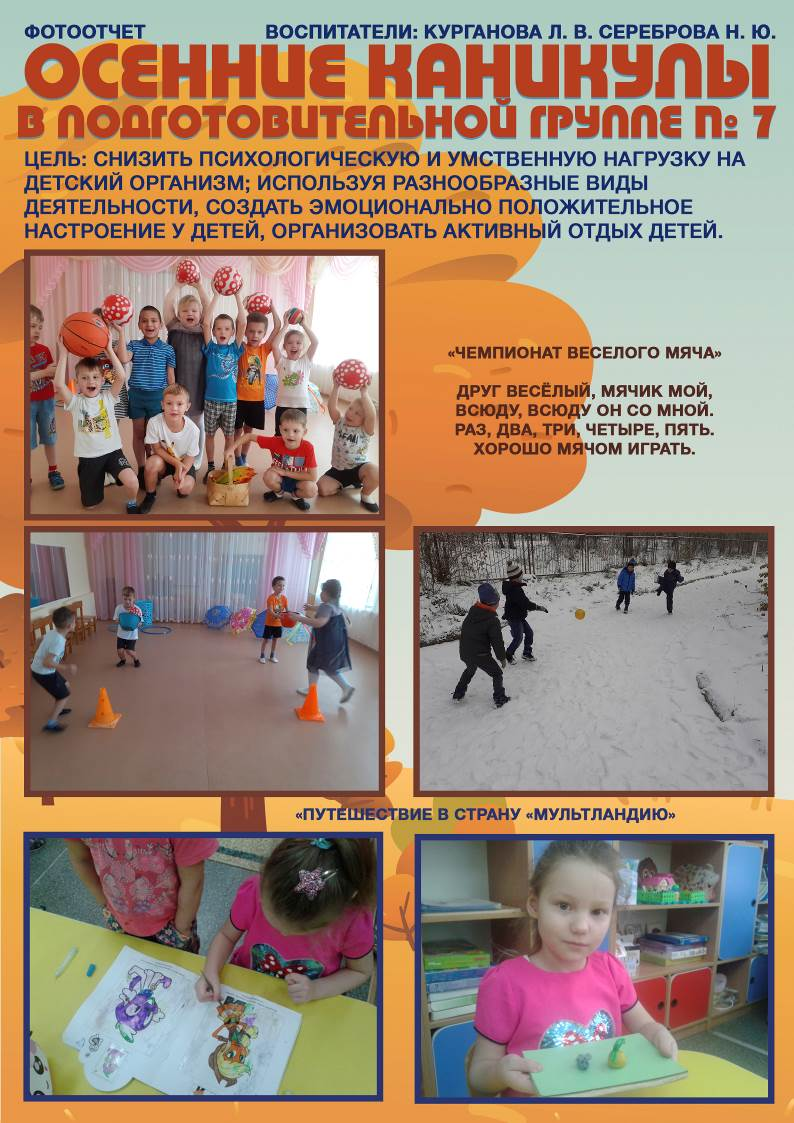 ФОТООТЧЕТ ВОСПИТАТЕЛИ: КУРГАНОВА Л. В. СЕРЕБРОВА Н. Ю.
ОСЕННИЕ КАНИКУЛЫ
В ПОДГОТОВИТЕЛЬНОЙ ГРУППЕ № 7
ЦЕЛЬ: СНИЗИТЬ ПСИХОЛОГИЧЕСКУЮ И УМСТВЕННУЮ НАГРУЗКУ НА
ДЕТСКИЙ ОРГАНИЗМ; ИСПОЛЬЗУЯ РАЗНООБРАЗНЫЕ ВИДЫ
ДЕЯТЕЛЬНОСТИ, СОЗДАТЬ ЭМОЦИОНАЛЬНО ПОЛОЖИТЕЛЬНОЕ
НАСТРОЕНИЕ У ДЕТЕЙ, ОРГАНИЗОВАТЬ АКТИВНЫЙ ОТДЫХ ДЕТЕЙ.
«ЧЕМПИОНАТ ВЕСЕЛОГО МЯЧА»
ДРУГ ВЕСЁЛЫЙ, МЯЧИК МОЙ,
ВСЮДУ, ВСЮДУ ОН СО МНОЙ.
РАЗ, ДВА, ТРИ, ЧЕТЫРЕ, ПЯТЬ.
ХОРОШО МЯЧОМ ИГРАТЬ.
«ПУТЕШЕСТВИЕ В СТРАНУ «МУЛЬТЛАНДИЮ»